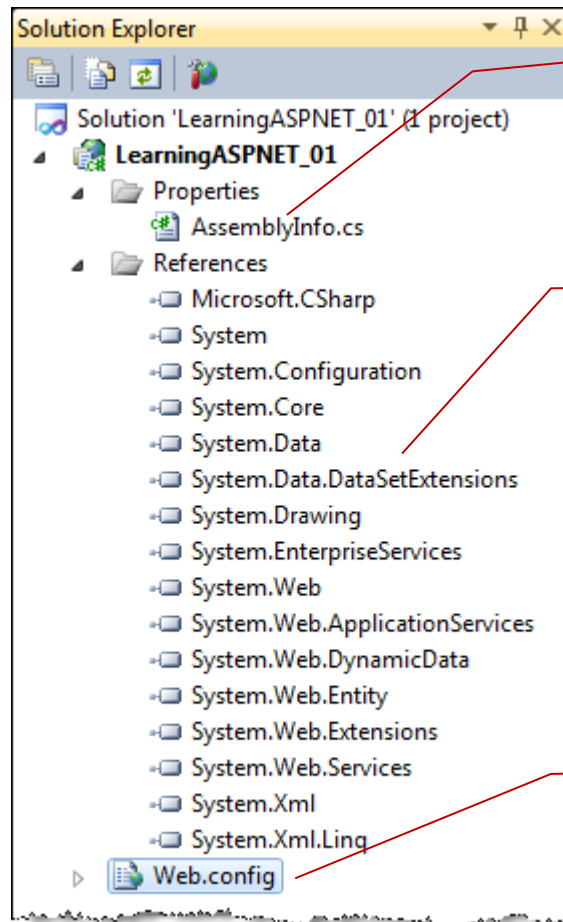 Solution Explorer
Solution 'LearningASPNET_01' (1 project)
LearningASPNET_01
Properties
AssemblyInfo.cs
References
Microsoft.CSharp
System
System.Configuration
System.Core
System.Data
System.Data.DataSetExtensions
System.Drawing
System.EnterpriseServices
System.Web
System.Web.ApplicationServices
System.Web.DynamicData
System.Web.Entity
System.Web.Extensions
System.Web.Services
System.Xml
System.Xml.Linq
Web.config